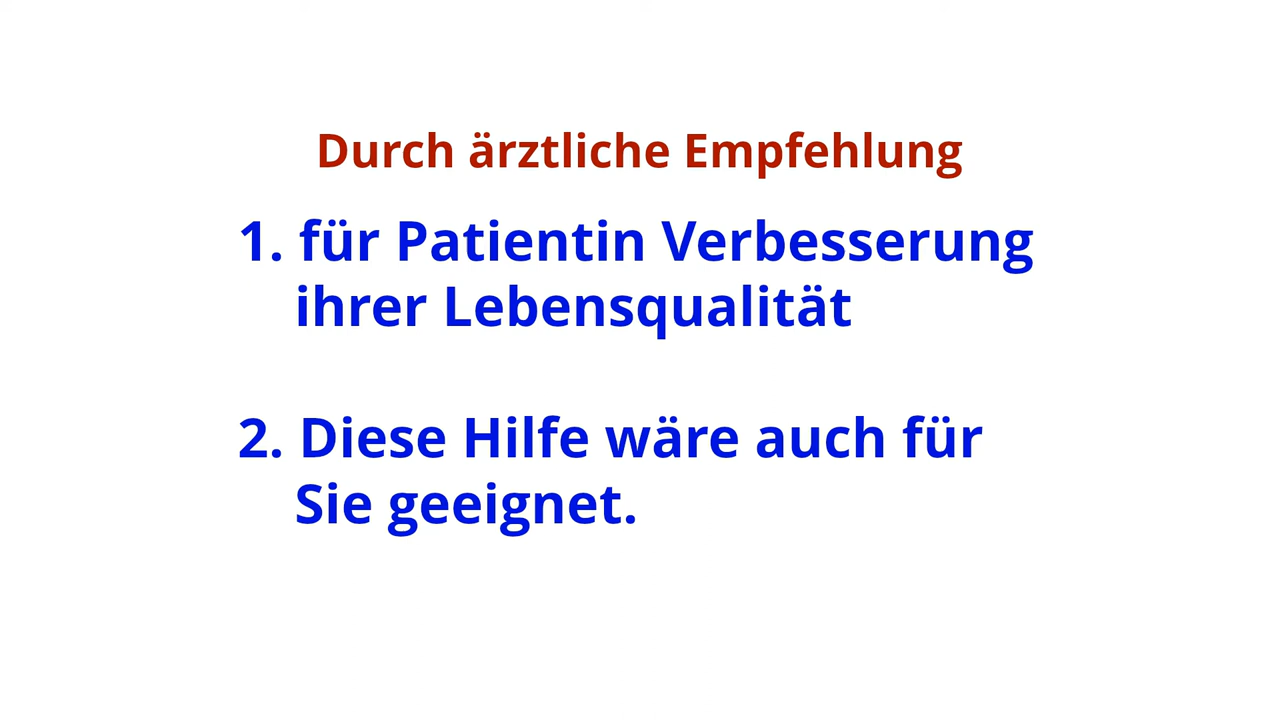 Durch ärztliche Empfehlung
1. für Patientin Verbesserung
ihrer Lebensqualität
2. Diese Hilfe wäre auch für
Sie geeignet.